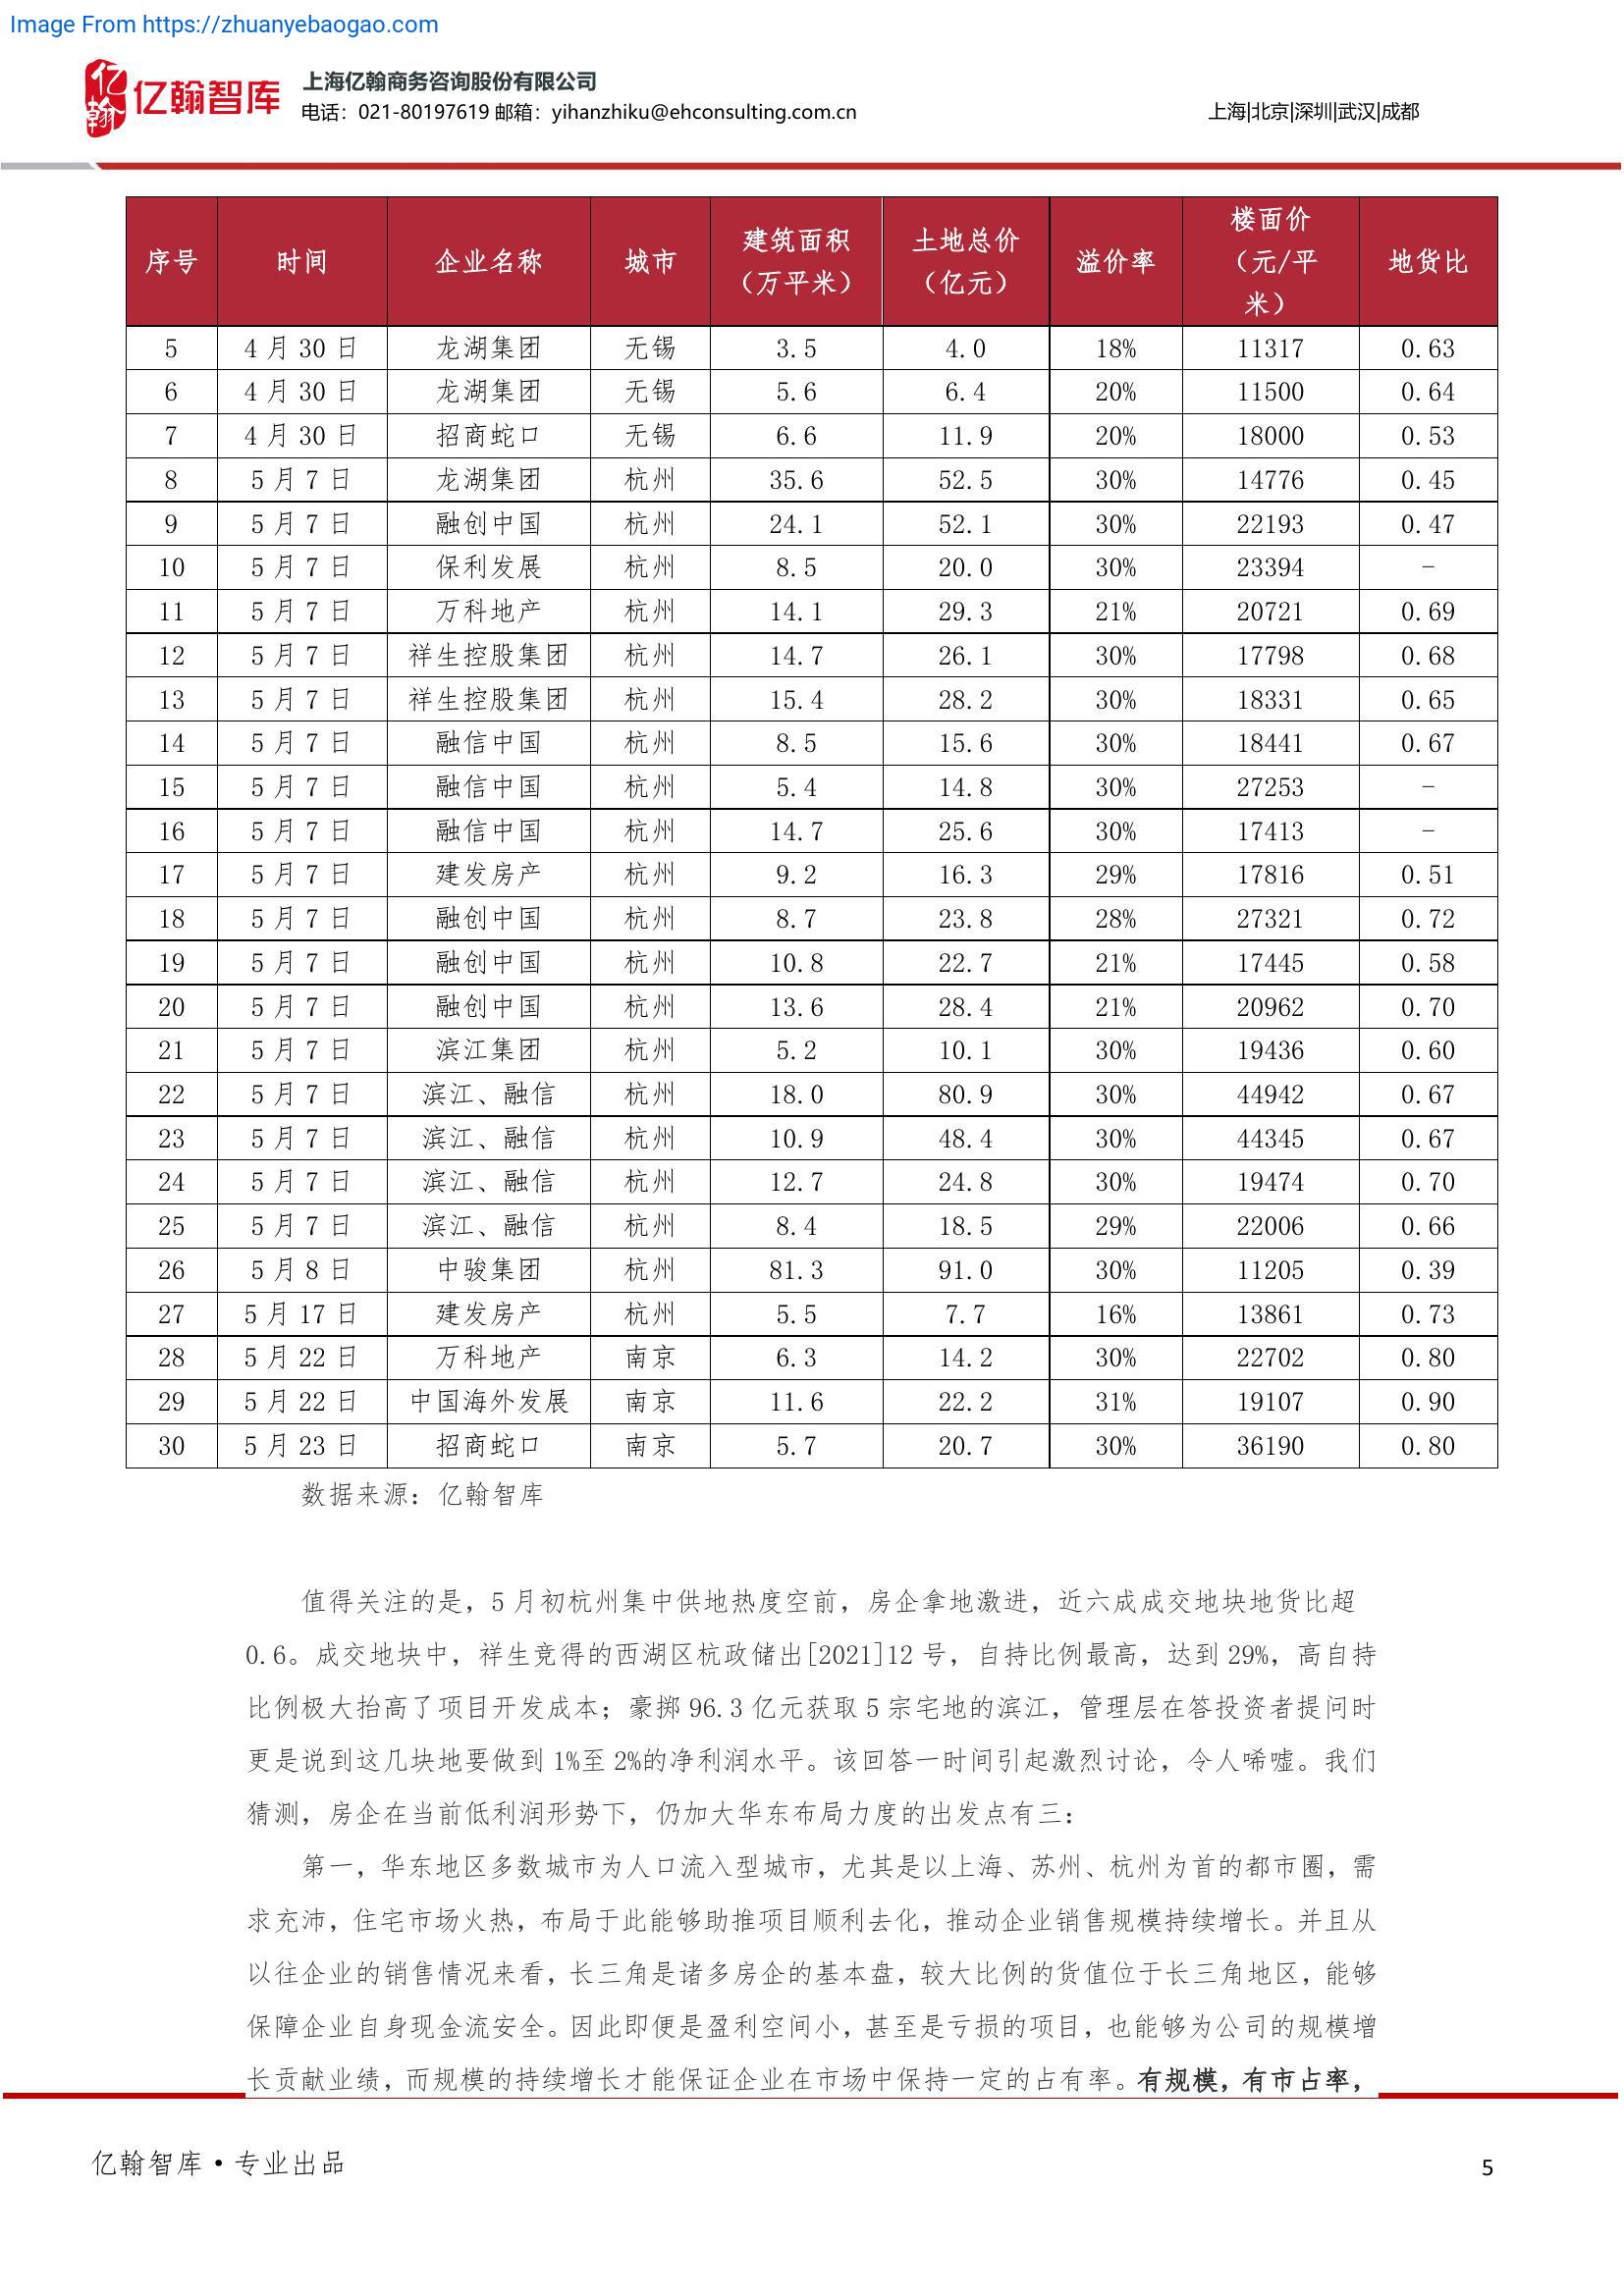 Image From https://zhuanyebaogao.com
亿翰
亿翰智库
上海亿翰商务咨询股份有限公司
电话：021-80197619 邮箱：yihanzhiku@ehconsulting.com.cn
上海|北京|深圳|武汉|成都
序号 时间 企业名称 城市 建筑面积（万平米） 土地总价（亿元） 溢价率 楼面价（元/平米） 地货比
5 4月30日 龙湖集团 无锡 3.5 4.0 18% 11317 0.63
6 4月30日 龙湖集团 无锡 5.6 6.4 20% 11500 0.64
7 4月30日 招商蛇口 无锡 6.6 11.9 20% 18000 0.53
8 5月7日 龙湖集团 杭州 35.6 52.5 30% 14776 0.45
9 5月7日 融创中国 杭州 24.1 52.1 30% 22193 0.47
10 5月7日 保利发展 杭州 8.5 20.0 30% 23394 -
11 5月7日 万科地产 杭州 14.1 29.3 21% 20721 0.69
12 5月7日 祥生控股集团 杭州 14.7 26.1 30% 17798 0.68
13 5月7日 祥生控股集团 杭州 15.4 28.2 30% 18331 0.65
14 5月7日 融信中国 杭州 8.5 15.6 30% 18441 0.67
15 5月7日 融信中国 杭州 5.4 14.8 30% 27253 -
16 5月7日 融信中国 杭州 14.7 25.6 30% 17413 -
17 5月7日 建发房产 杭州 9.2 16.3 29% 17816 0.51
18 5月7日 融创中国 杭州 8.7 23.8 28% 27321 0.72
19 5月7日 融创中国 杭州 10.8 22.7 21% 17445 0.58
20 5月7日 融创中国 杭州 13.6 28.4 21% 20962 0.70
21 5月7日 滨江集团 杭州 5.2 10.1 30% 19436 0.60
22 5月7日 滨江、融信 杭州 18.0 80.9 30% 44942 0.67
23 5月7日 滨江、融信 杭州 10.9 48.4 30% 44345 0.67
24 5月7日 滨江、融信 杭州 12.7 24.8 30% 19474 0.70
25 5月7日 滨江、融信 杭州 8.4 18.5 29% 22006 0.66
26 5月8日 中骏集团 杭州 81.3 91.0 30% 11205 0.39
27 5月17日 建发房产 杭州 5.5 7.7 16% 13861 0.73
28 5月22日 万科地产 南京 6.3 14.2 30% 22702 0.80
29 5月22日 中国海外发展 南京 11.6 22.2 31% 19107 0.90
30 5月23日 招商蛇口 南京 5.7 20.7 30% 36190 0.80
数据来源：亿翰智库
值得关注的是，5月初杭州集中供地热度空前，房企拿地激进，近六成成交地块地货比超
0.6。成交地块中，祥生竞得的西湖区杭政储出[2021]12号，自持比例最高，达到29%，高自持
比例极大抬高了项目开发成本；豪掷96.3亿元获取5宗宅地的滨江，管理层在答投资者提问时
更是说到这几块地要做到1%至2%的净利润水平。该回答一时间引起激烈讨论，令人唏嘘。我们
猜测，房企在当前低利润形势下，仍加大华东布局力度的出发点有三：
第一，华东地区多数城市为人口流入型城市，尤其是以上海、苏州、杭州为首的都市圈，需
求充沛，住宅市场火热，布局于此能够助推项目顺利去化，推动企业销售规模持续增长。并且从
以往企业的销售情况来看，长三角是诸多房企的基本盘，较大比例的货值位于长三角地区，能够
保障企业自身现金流安全。因此即便是盈利空间小，甚至是亏损的项目，也能够为公司的规模增
长贡献业绩，而规模的持续增长才能保证企业在市场中保持一定的占有率。有规模，有市占率，
亿翰智库·专业出品
5